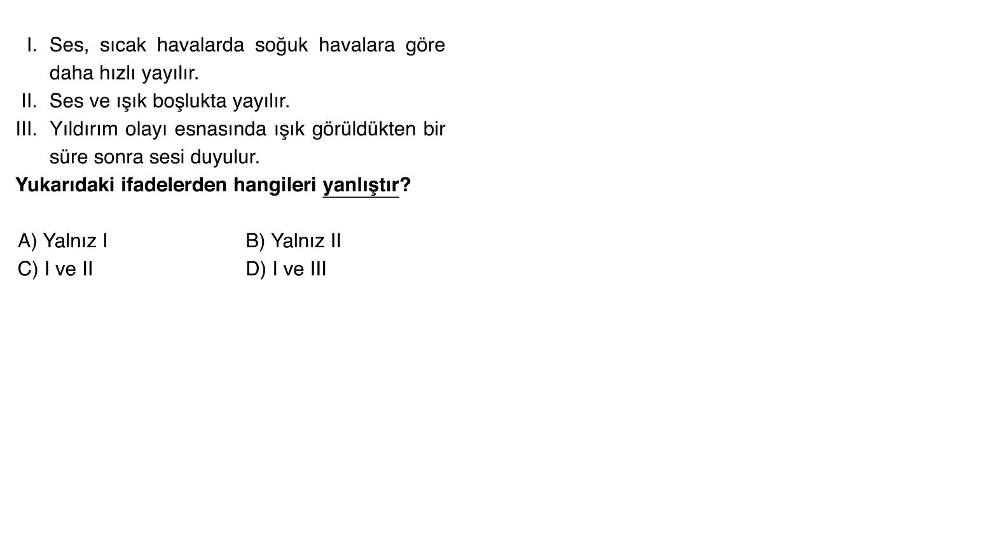 I. Ses, sıcak havalarda soğuk havalara göre
daha hızlı yayılır.
II. Ses ve ışık boşlukta yayılır.
III. Yıldırım olayı esnasında ışık görüldükten bir
süre sonra sesi duyulur.
Yukarıdaki ifadelerden hangileri yanlıştır?
A) Yalnız I B) Yalnız II
C) I ve II D) I ve III